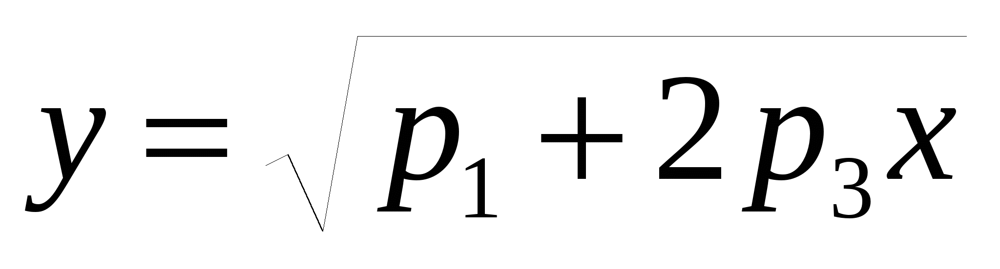 y = √(p₁ + 2p₃x)